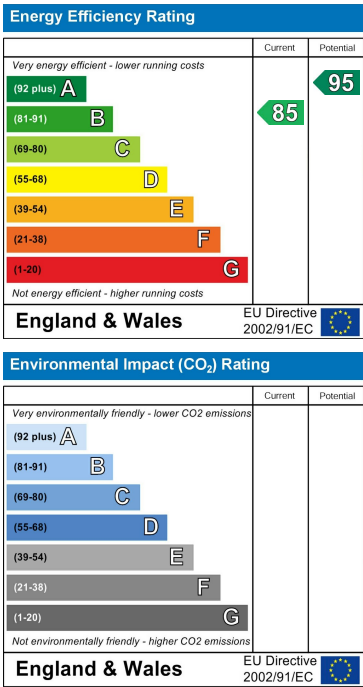 Energy Efficiency Rating
Current Potential
Very energy efficient - lower running costs
(92 plus) A
(81-91) B
(69-80) C
(55-68) D
(39-54) E
(21-38) F
(1-20) G
85
95
Not energy efficient - higher running costs
England & Wales
EU Directive
2002/91/EC
Environmental Impact (CO₂) Rating
Current Potential
Very environmentally friendly - lower CO2 emissions
(92 plus) A
(81-91) B
(69-80) C
(55-68) D
(39-54) E
(21-38) F
(1-20) G
Not environmentally friendly - higher CO2 emissions
England & Wales
EU Directive
2002/91/EC